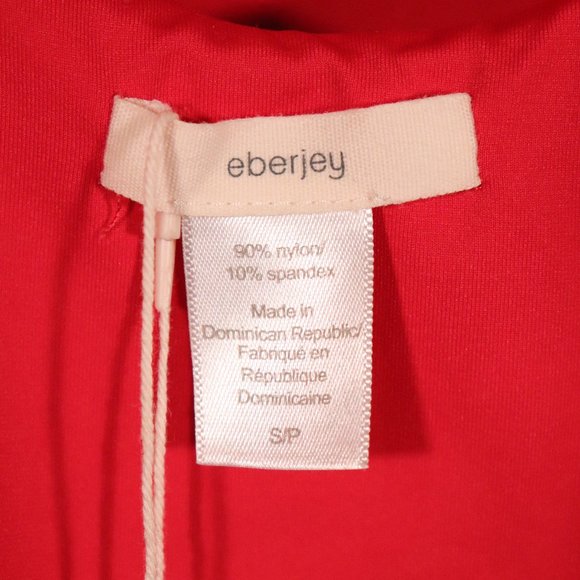 eberjey
90% nylon/
10% spandex
Made in
Dominican Republic/
Fabriqué en
République
Dominicaine
S/P